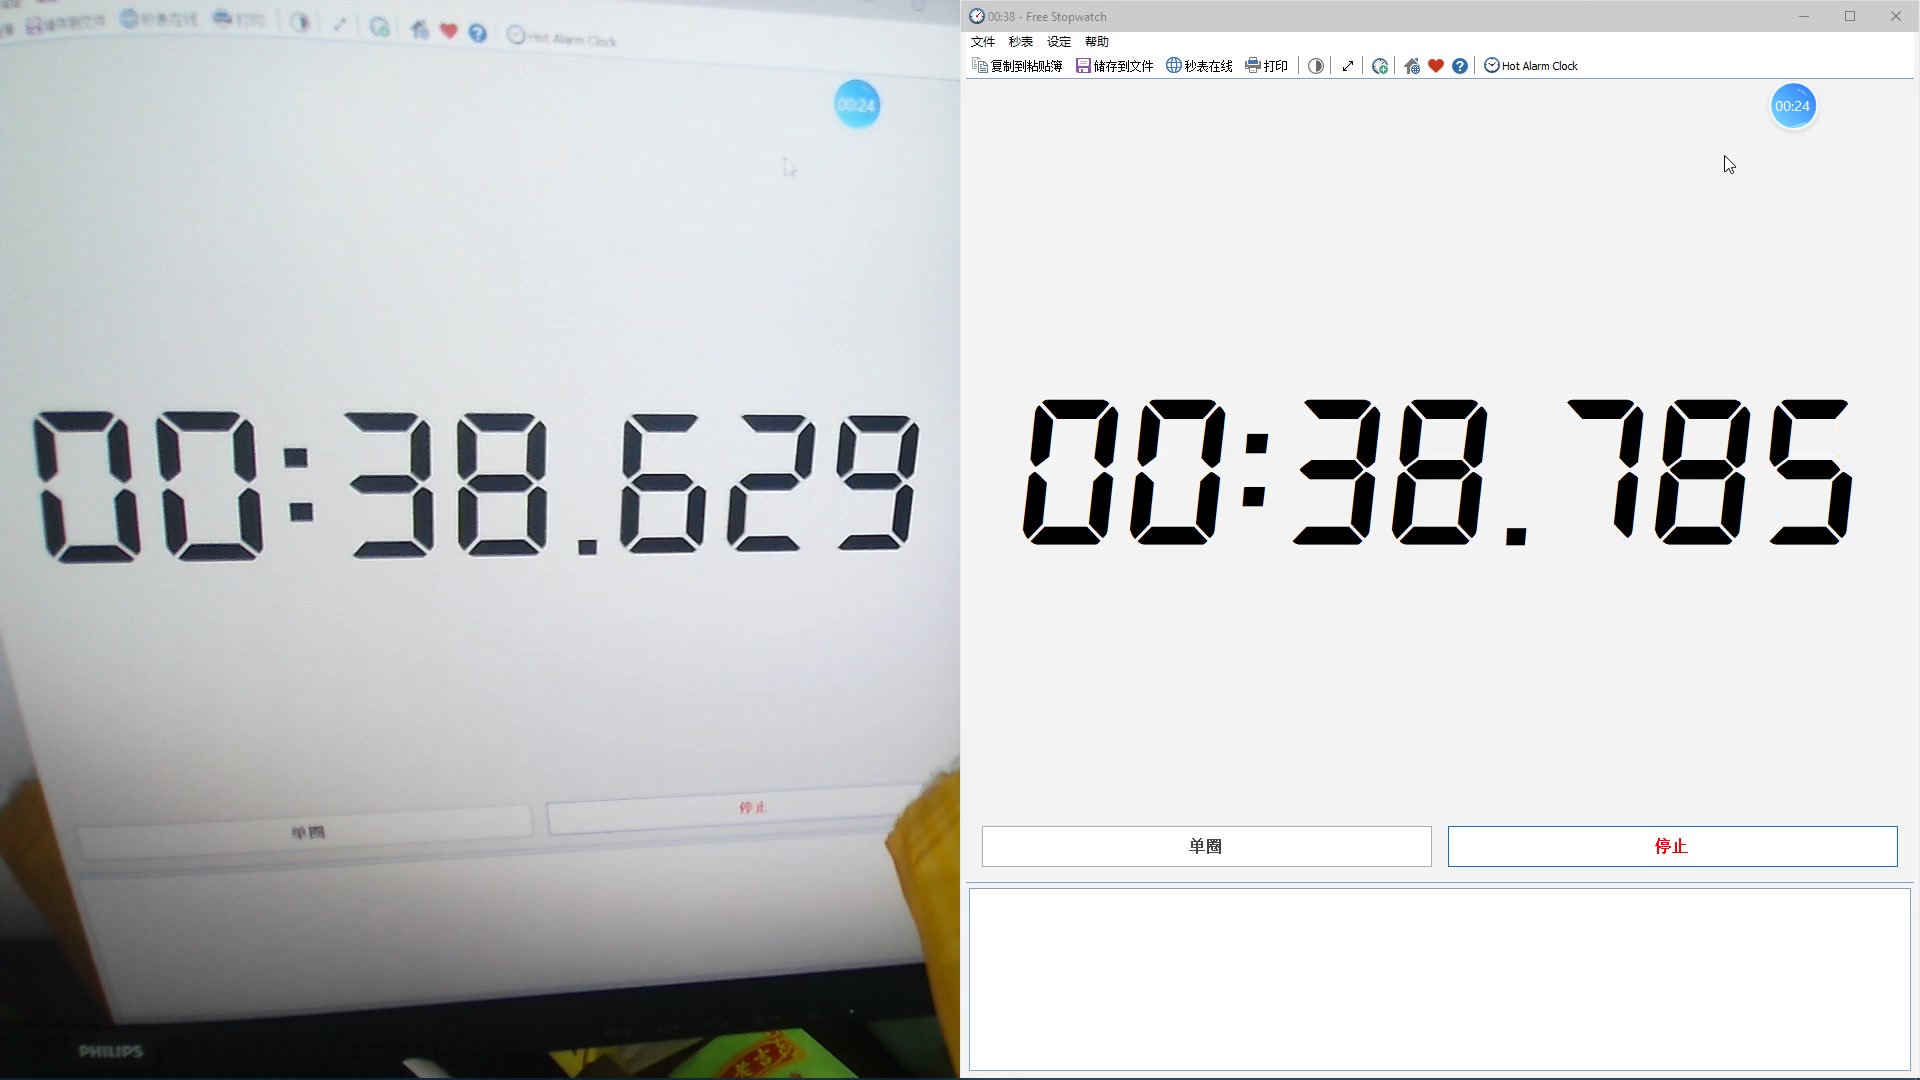 储存到文件 秒表在线 打印 Hot Alarm Clock
00:24
00:38.629
单圈 停止
PHILIPS
老古
00:38 - Free Stopwatch
文件 秒表 设定 帮助
复制到粘贴簿 储存到文件 秒表在线 打印 Hot Alarm Clock
00:24
00:38.785
单圈 停止